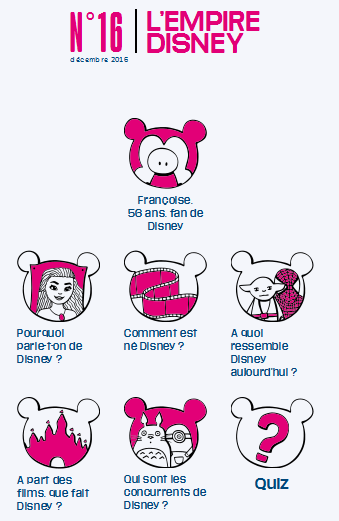 N°16
décembre 2016
L'EMPIRE
DISNEY
Françoise,
56 ans, fan de
Disney
Pourquoi
parle-t-on de
Disney ?
Comment est
né Disney ?
A quoi
ressemble
Disney
aujourd'hui ?
A part des
films, que fait
Disney ?
Qui sont les
concurrents de
Disney ?
?
Quiz